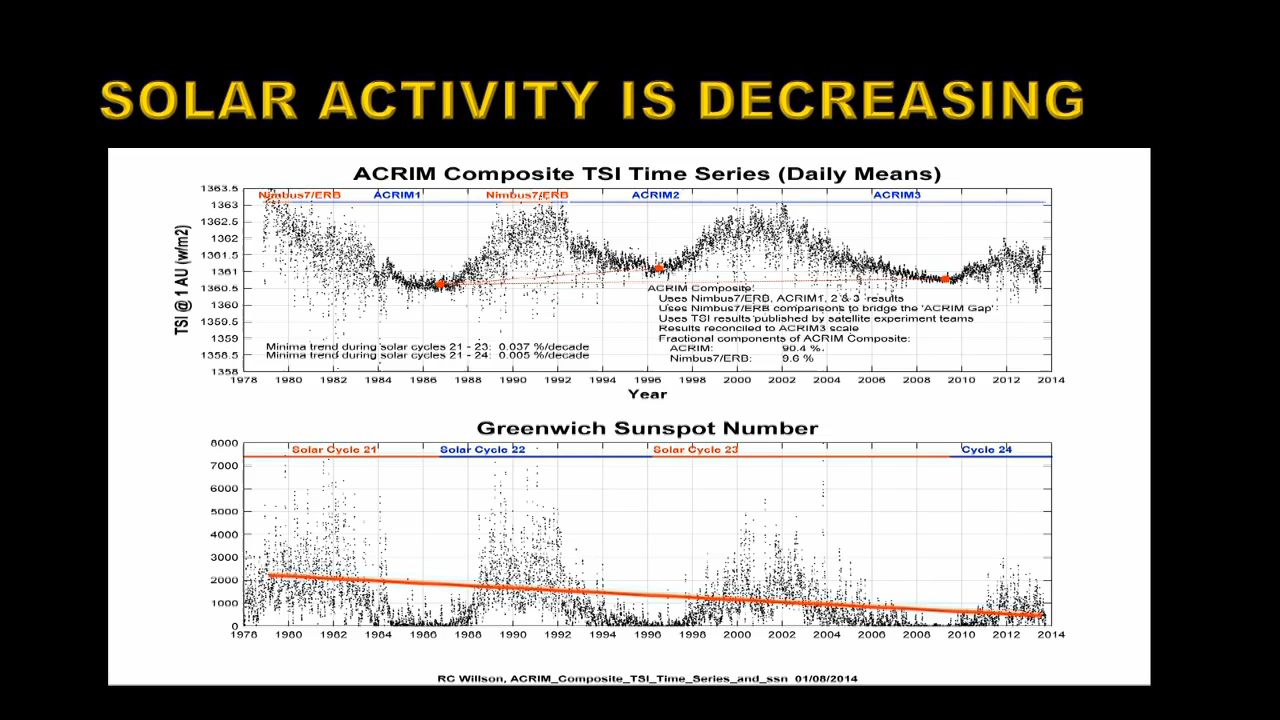 SOLAR ACTIVITY IS DECREASING
ACRIM Composite TSI Time Series (Daily Means)
Nimbus7/ERB ACRIM1 Nimbus7/ERB ACRIM2 ACRIM3
1363.5
1363
1362.5
1362
1361.5
1361
1360.5
1360
1359.5
1359
1358.5
1358
TSI @ 1 AU (w/m2)
ACRIM Composite:
Uses Nimbus7/ERB, ACRIM1, 2 & 3 results
Uses Nimbus7/ERB comparisons to bridge the 'ACRIM Gap'
Uses TSI results published by satellite experiment teams
Results reconciled to ACRIM3 scale
Fractional components of ACRIM Composite:
ACRIM: 90.4 %.
Nimbus7/ERB: 9.6 %
Minima trend during solar cycles 21 - 23: 0.037 %/decade
Minima trend during solar cycles 21 - 24: 0.005 %/decade
1978 1980 1982 1984 1986 1988 1990 1992 1994 1996 1998 2000 2002 2004 2006 2008 2010 2012 2014
Year
Greenwich Sunspot Number
Solar Cycle 21 Solar Cycle 22 Solar Cycle 23 Cycle 24
8000
7000
6000
5000
4000
3000
2000
1000
0
1978 1980 1982 1984 1986 1988 1990 1992 1994 1996 1998 2000 2002 2004 2006 2008 2010 2012 2014
RC Willson, ACRIM_Composite_TSI_Time_Series_and_ssn 01/08/2014